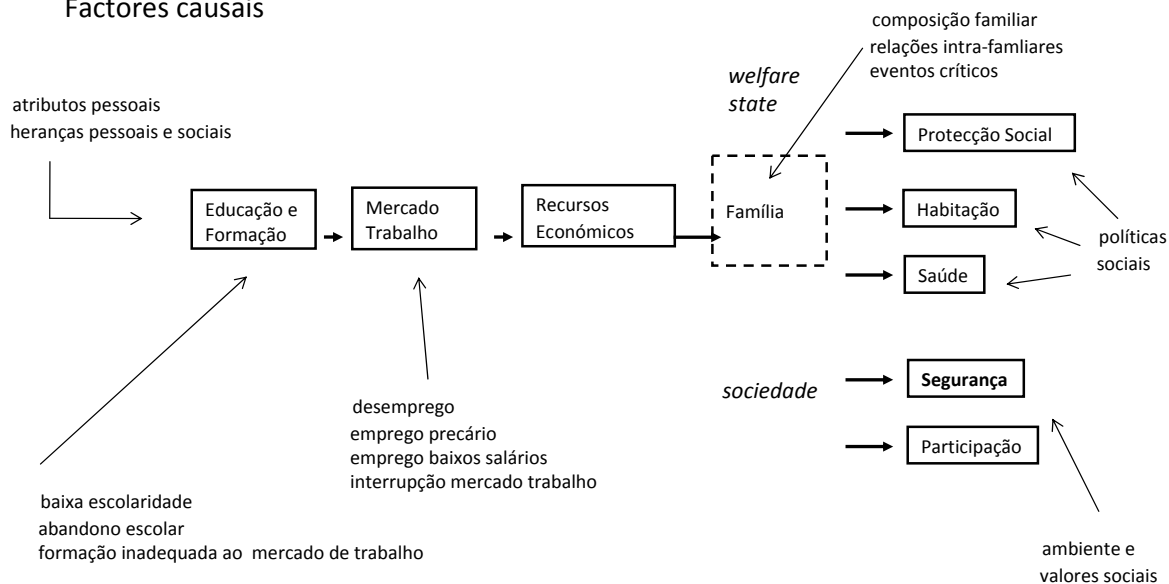 Factores causais
composição familiar
relações intra-famliares
eventos críticos
welfare
state
atributos pessoais
heranças pessoais e sociais
Protecção Social
Educação e
Formação
Mercado
Trabalho
Recursos
Económicos
Família
Habitação
políticas
sociais
Saúde
sociedade
Segurança
Participação
desemprego
emprego precário
emprego baixos salários
interrupção mercado trabalho
baixa escolaridade
abandono escolar
formação inadequada ao mercado de trabalho
ambiente e
valores sociais